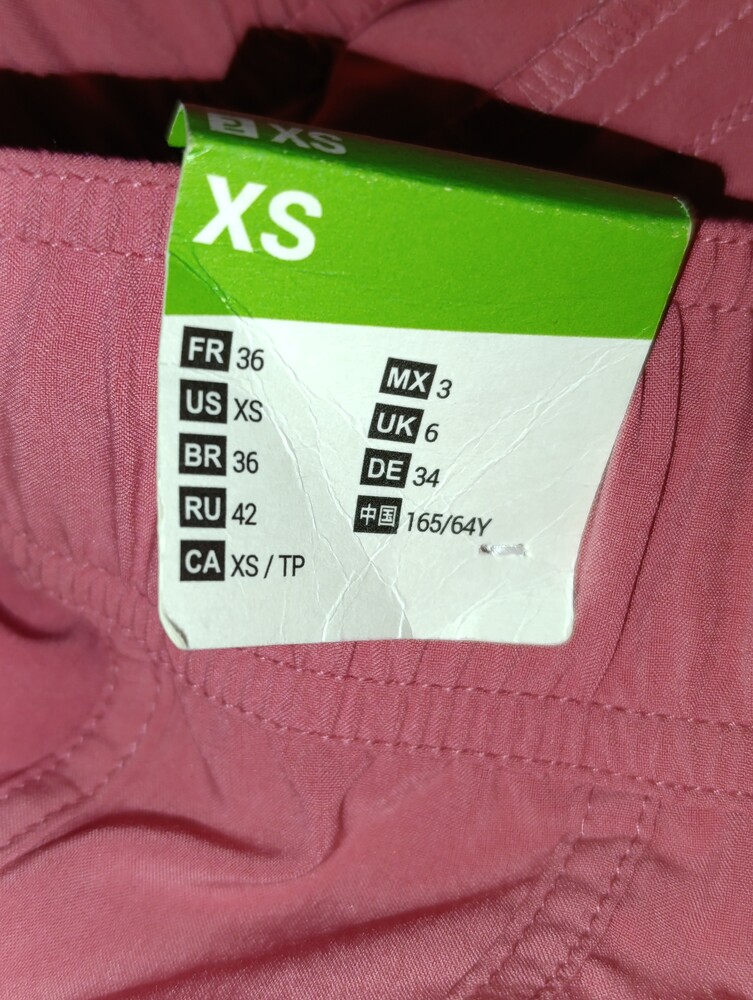 2 XS
XS
FR 36
US XS
BR 36
RU 42
CA XS / TP
MX 3
UK 6
DE 34
中国 165/64Y